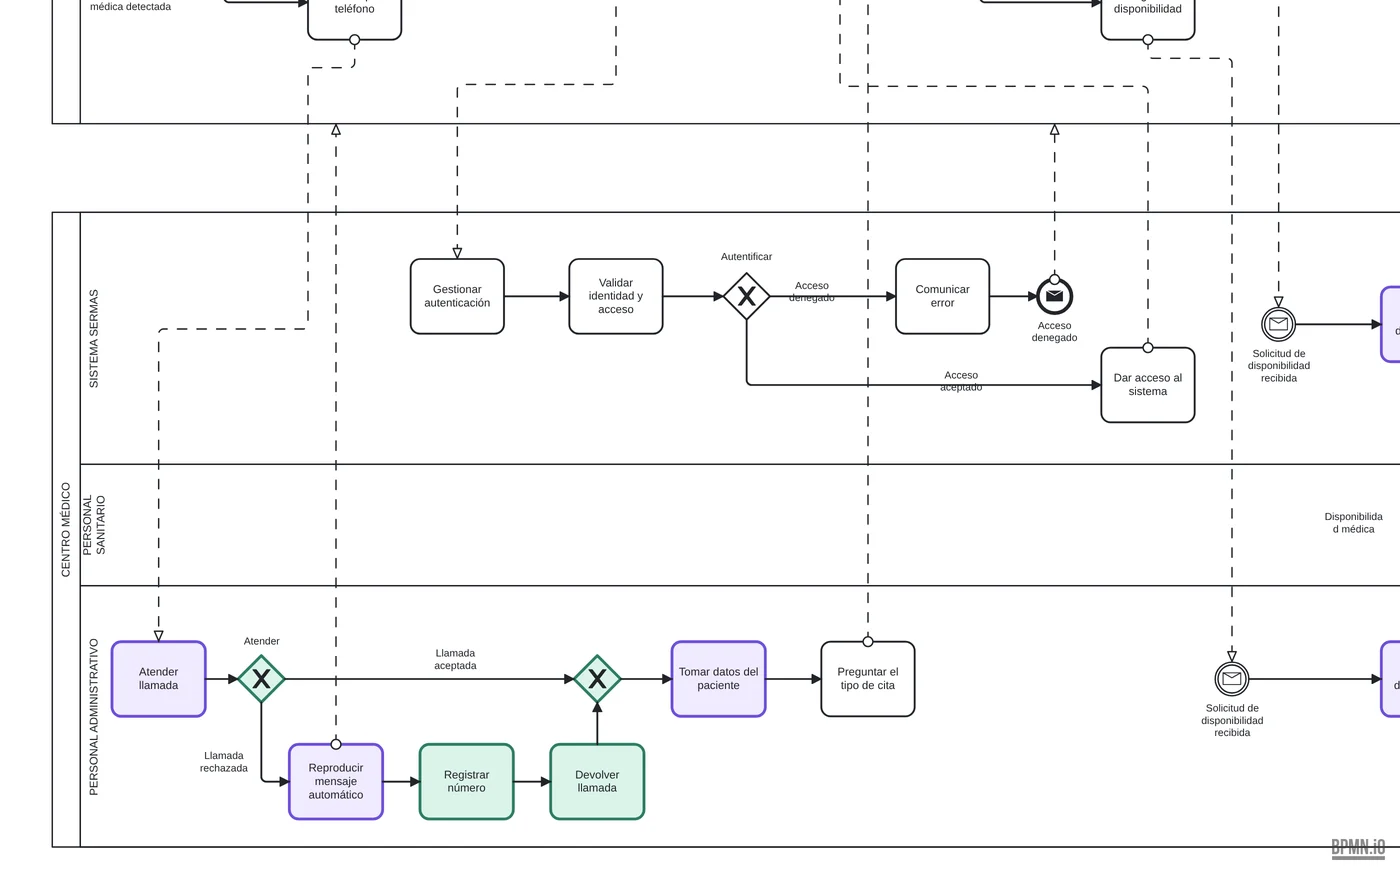 médica detectada
teléfono
disponibilidad
CENTRO MÉDICO
SISTEMA SERMAS
Autentificar
Gestionar
autenticación
Validar
identidad y
acceso
Acceso
denegado
Comunicar
error
Acceso
denegado
Acceso
aceptado
Dar acceso al
sistema
Solicitud de
disponibilidad
recibida
PERSONAL
SANITARIO
Disponibilida
d médica
PERSONAL ADMINISTRATIVO
Atender
llamada
Atender
Llamada
aceptada
Tomar datos del
paciente
Preguntar el
tipo de cita
Solicitud de
disponibilidad
recibida
Llamada
rechazada
Reproducir
mensaje
automático
Registrar
número
Devolver
llamada
BPMN.iO